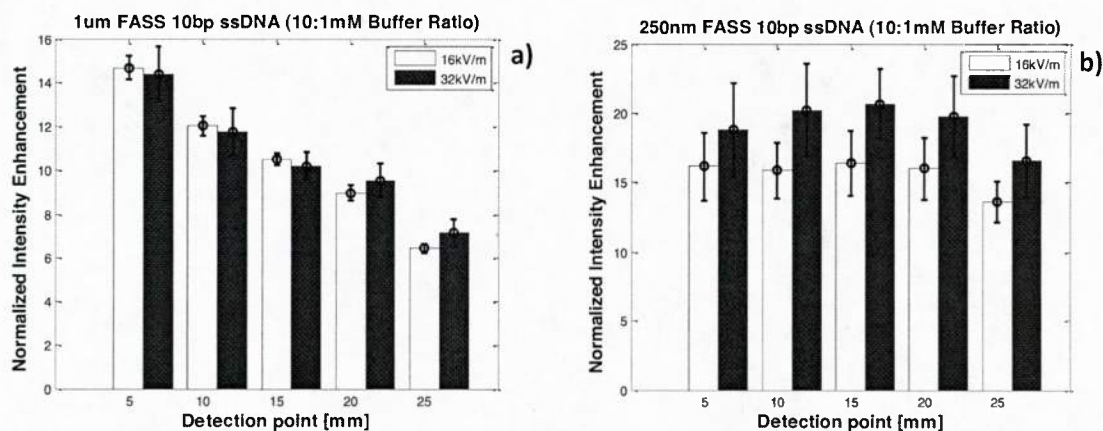 1um FASS 10bp ssDNA (10:1mM Buffer Ratio)
a)
16kV/m
32kV/m
Normalized Intensity Enhancement
16
14
12
10
8
6
4
2
0
5 10 15 20 25
Detection point [mm]
250nm FASS 10bp ssDNA (10:1mM Buffer Ratio)
b)
16kV/m
32kV/m
Normalized Intensity Enhancement
25
20
15
10
5
0
5 10 15 20 25
Detection point [mm]